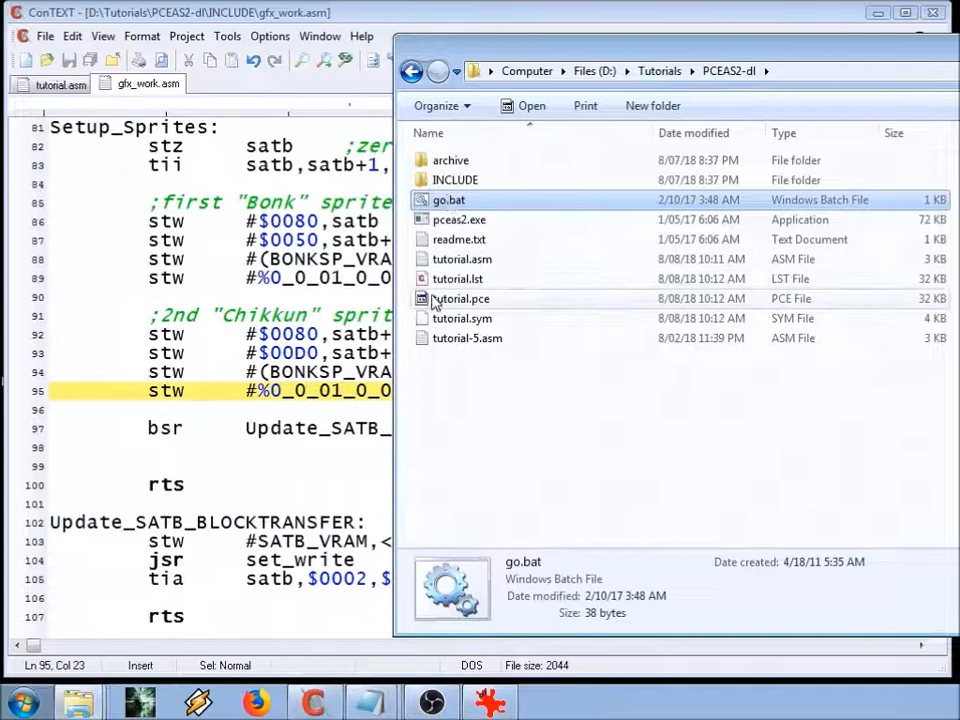 ConTEXT - [D:\Tutorials\PCEAS2-dl\INCLUDE\gfx_work.asm]
File Edit View Format Project Tools Options Window Help
tutorial.asm gfx_work.asm
81 Setup_Sprites:
82 stz satb ;zer
83 tii satb,satb+1,
84
85 ;first "Bonk" sprite
86 stw #$0080,satb
87 stw #$0050,satb+
88 stw #(BONKSP_VRA
89 stw #%0_0_01_0_0
90
91 ;2nd "Chikkun" sprit
92 stw #$0080,satb+
93 stw #$00D0,satb+
94 stw #(BONKSP_VRA
95 stw #%0_0_01_0_0
96
97 bsr Update_SATB_
98
99
100 rts
101
102 Update_SATB_BLOCKTRANSFER:
103 stw #SATB_VRAM,<
104 jsr set_write
105 tia satb,$0002,$
106
107 rts
Ln 95, Col 23 Insert Sel: Normal DOS File size: 2044
Computer Files (D:) Tutorials PCEAS2-dl
Organize Open Print New folder
Name Date modified Type Size
archive 8/07/18 8:37 PM File folder
INCLUDE 8/07/18 8:37 PM File folder
go.bat 2/10/17 3:48 AM Windows Batch File 1 KB
pceas2.exe 1/05/17 6:06 AM Application 72 KB
readme.txt 1/05/17 6:06 AM Text Document 1 KB
tutorial.asm 8/08/18 10:11 AM ASM File 3 KB
tutorial.lst 8/08/18 10:12 AM LST File 32 KB
tutorial.pce 8/08/18 10:12 AM PCE File 32 KB
tutorial.sym 8/08/18 10:12 AM SYM File 4 KB
tutorial-5.asm 8/02/18 11:39 PM ASM File 3 KB
go.bat Date created: 4/18/11 5:35 AM
Windows Batch File
Date modified: 2/10/17 3:48 AM
Size: 38 bytes